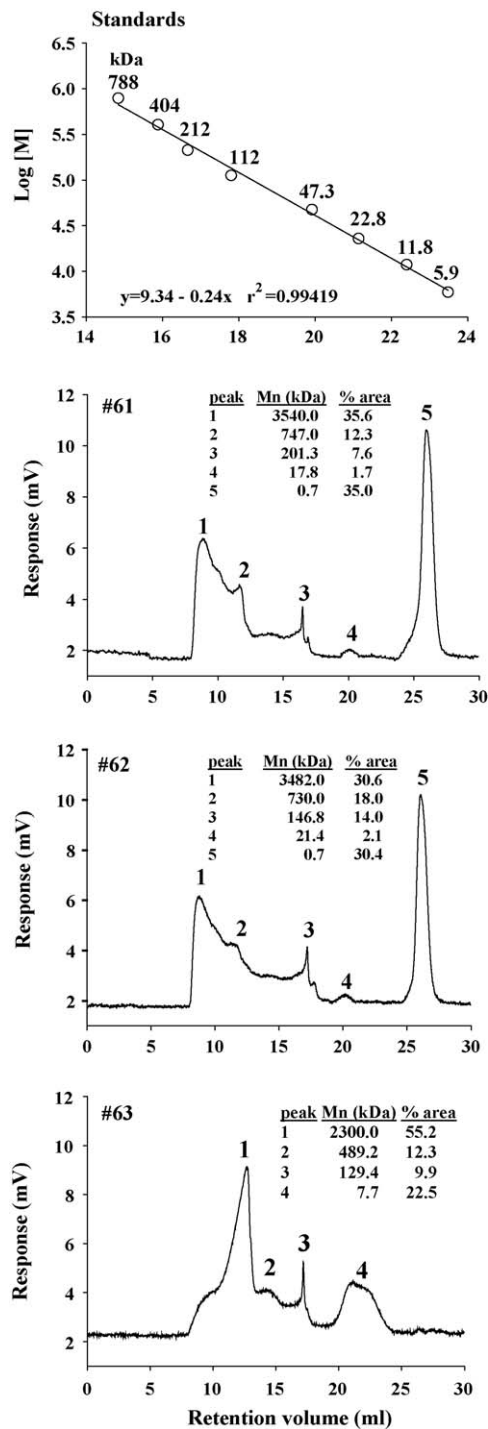 Standards
kDa
788
404
212
112
47.3
22.8
11.8
5.9
Log [M]
6.0
5.5
5.0
4.5
4.0
3.5
y=9.34 - 0.24x r2=0.99419
14 16 18 20 22 24
#61
peak Mn (kDa) % area
1 3540.0 35.6
2 747.0 12.3
3 201.3 7.6
4 17.8 1.7
5 0.7 35.0
1
2
3
4
5
Response (mV)
12
10
8
6
4
2
0 5 10 15 20 25 30
#62
peak Mn (kDa) % area
1 3482.0 30.6
2 730.0 18.0
3 146.8 14.0
4 21.4 2.1
5 0.7 30.4
1
2
3
4
5
Response (mV)
12
10
8
6
4
2
0 5 10 15 20 25 30
#63
peak Mn (kDa) % area
1 2300.0 55.2
2 489.2 12.3
3 129.4 9.9
4 7.7 22.5
1
2
3
4
Response (mV)
12
10
8
6
4
2
0 5 10 15 20 25 30
Retention volume (ml)